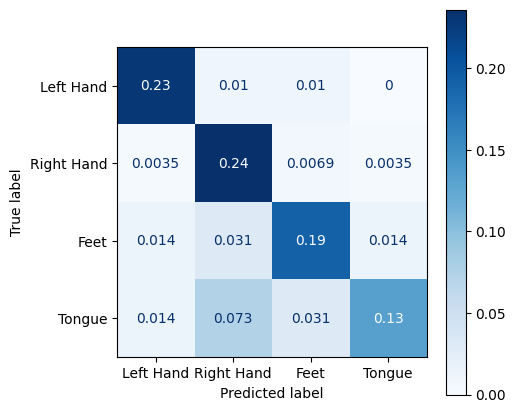 0.20
Left Hand 0.23 0.01 0.01 0
Right Hand 0.0035 0.24 0.0069 0.0035
0.15
True label
0.10
Feet 0.014 0.031 0.19 0.014
0.05
Tongue 0.014 0.073 0.031 0.13
Left Hand Right Hand Feet Tongue
Predicted label
0.00